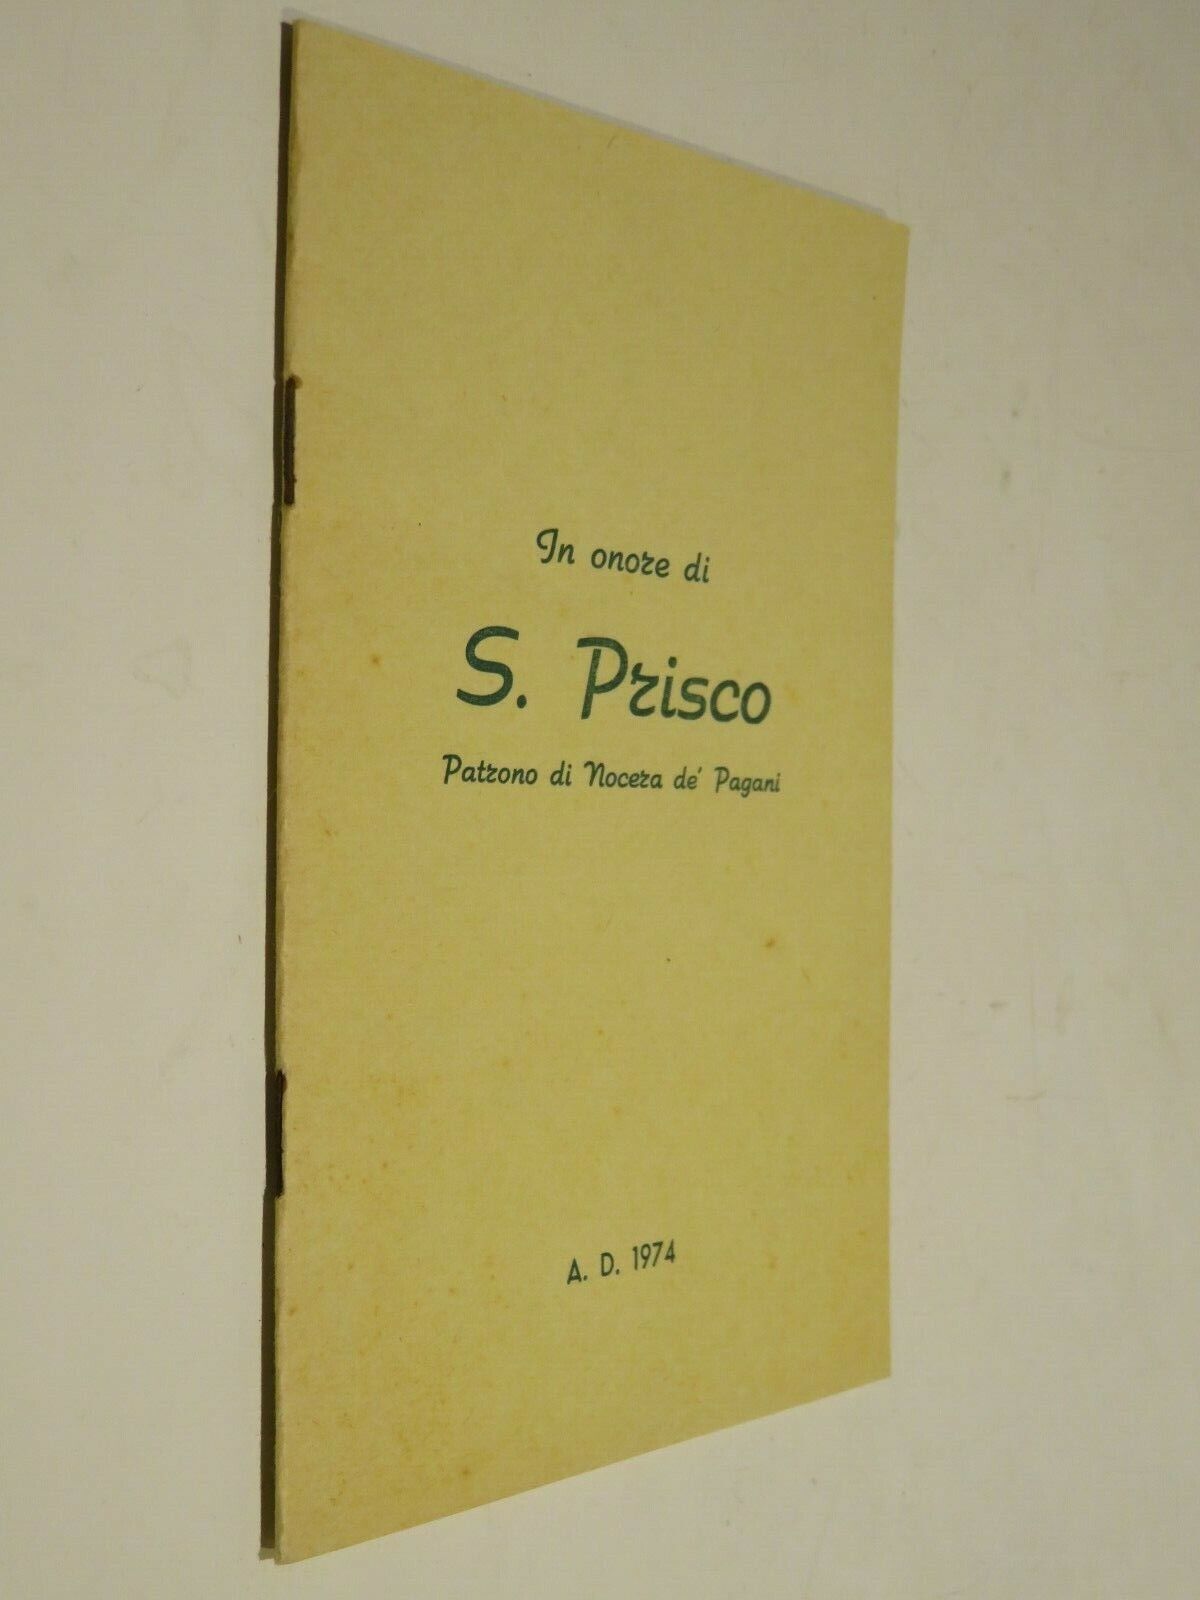 In onore di
S. Prisco
Patrono di Nocera de' Pagani
A. D. 1974